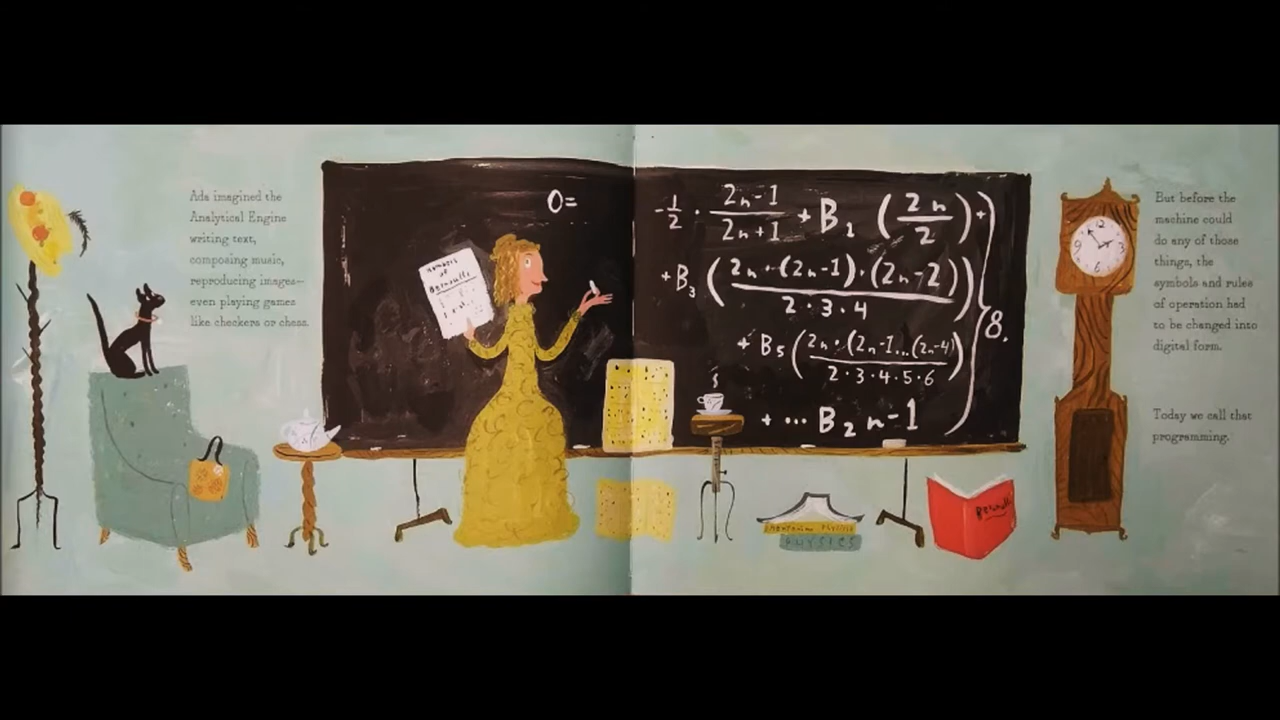 Ada imagined the
Analytical Engine
writing text,
composing music,
reproducing images—
even playing games
like checkers or chess.
Numbers
of
Bernoulli
0=
-1/2 · (2n-1)/(2n+1) + B₂ (2n/2) +
+ B₃ ((2n·(2n-1)·(2n-2))/(2·3·4))
+ B₅ ((2n·(2n-1...(2n-4))/(2·3·4·5·6))
+ ... B₂n-1
} 8.
PHYSICS
Bernoulli
But before the
machine could
do any of those
things, the
symbols and rules
of operation had
to be changed into
digital form.
Today we call that
programming.